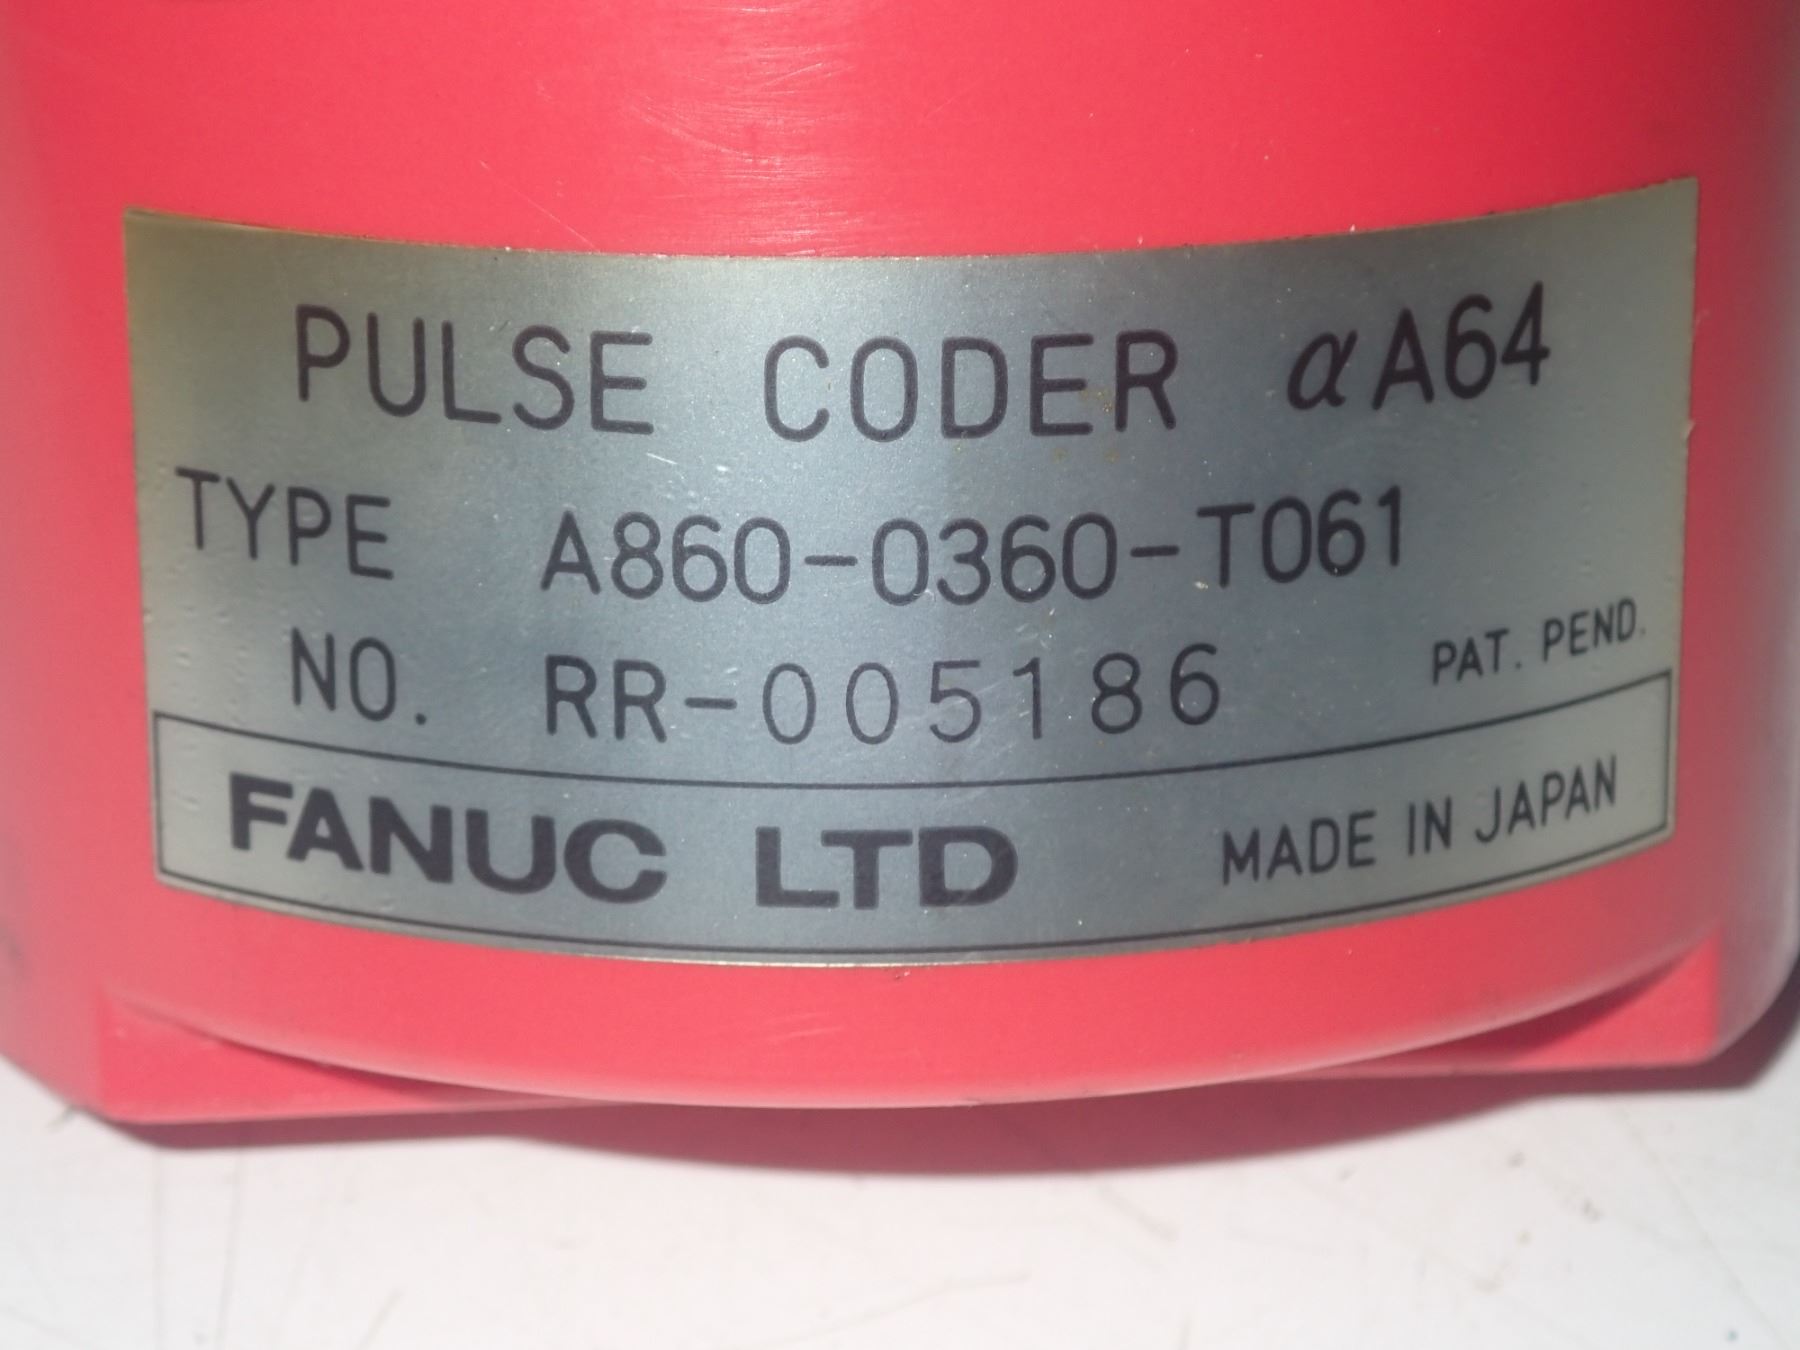 PULSE CODER αA64
TYPE A860-0360-T061
NO. RR-005186
PAT. PEND.
FANUC LTD MADE IN JAPAN